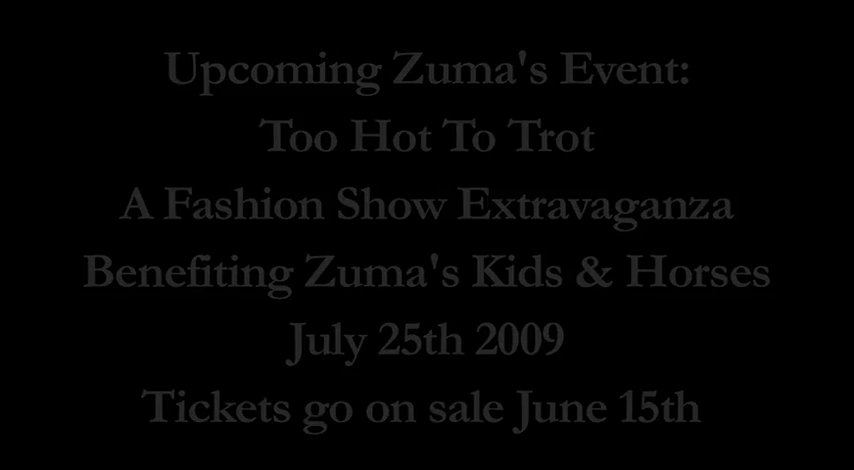 Upcoming Zuma's Event:
Too Hot To Trot
A Fashion Show Extravaganza
Benefiting Zuma's Kids & Horses
July 25th 2009
Tickets go on sale June 15th